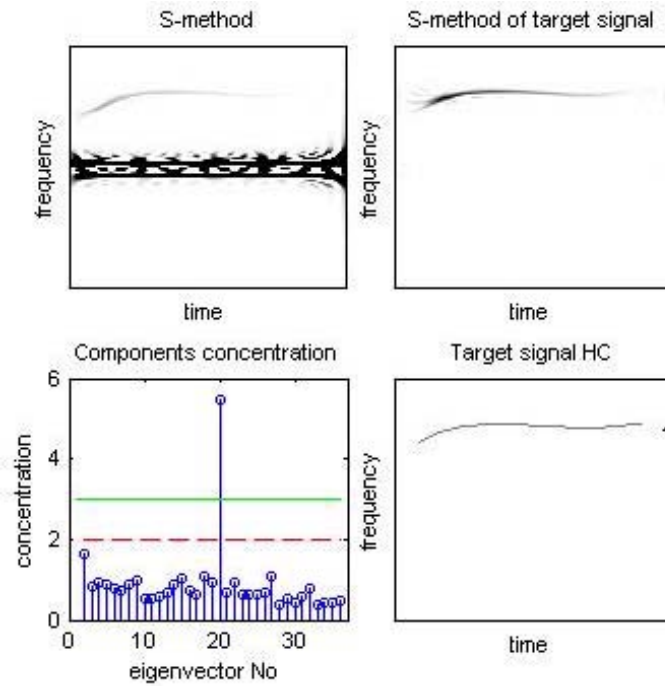 S-method
frequency
time
S-method of target signal
frequency
time
Components concentration
concentration
6
4
2
0
0
10
20
30
eigenvector No
Target signal HC
frequency
time